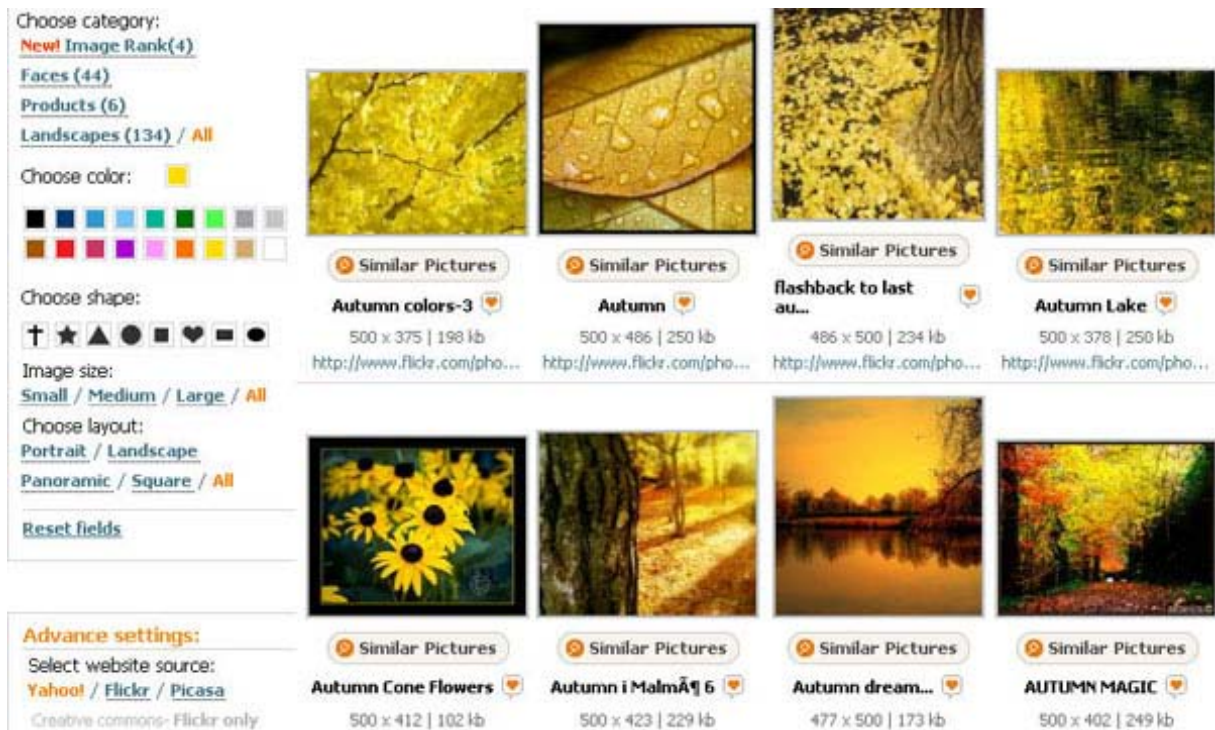 Choose category:
New! Image Rank(4)
Faces (44)
Products (6)
Landscapes (134) / All
Choose color:
Choose shape:
Image size:
Small / Medium / Large / All
Choose layout:
Portrait / Landscape
Panoramic / Square / All
Reset fields
Advance settings:
Select website source:
Yahoo! / Flickr / Picasa
Creative commons- Flickr only
Similar Pictures
Autumn colors-3
500 x 375 | 198 kb
http://www.flickr.com/pho...
Similar Pictures
Autumn
500 x 486 | 250 kb
http://www.flickr.com/pho...
Similar Pictures
flashback to last
au...
486 x 500 | 234 kb
http://www.flickr.com/pho...
Similar Pictures
Autumn Lake
500 x 378 | 250 kb
http://www.flickr.com/pho...
Similar Pictures
Autumn Cone Flowers
500 x 412 | 102 kb
Similar Pictures
Autumn i MalmÃ¶ 6
500 x 423 | 229 kb
Similar Pictures
Autumn dream...
477 x 500 | 173 kb
Similar Pictures
AUTUMN MAGIC
500 x 402 | 249 kb